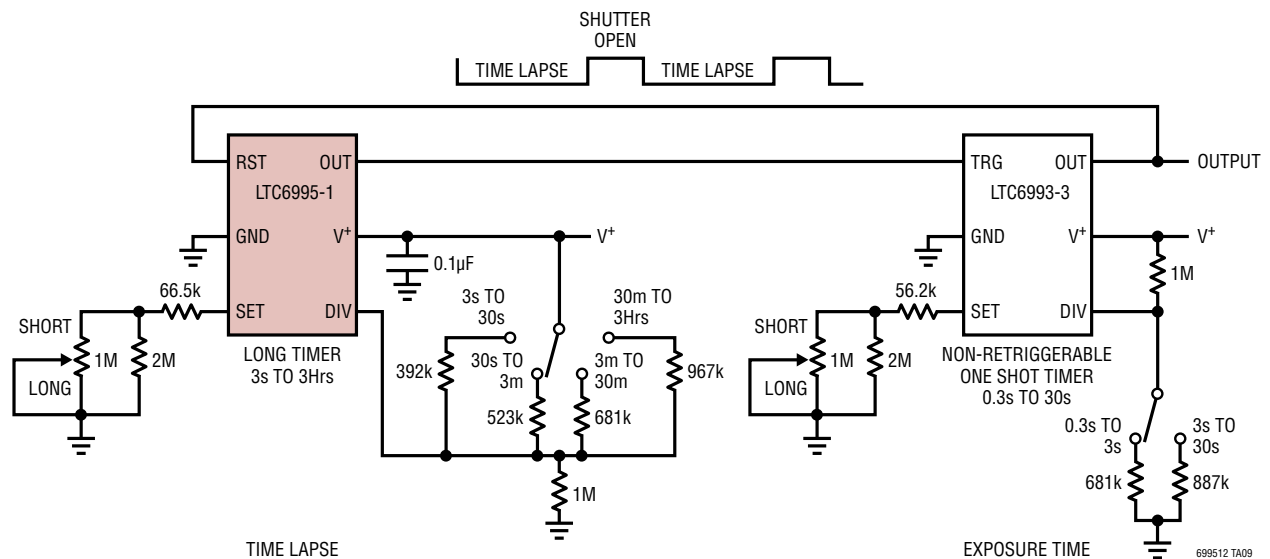 SHUTTER
OPEN
TIME LAPSE
TIME LAPSE
RST
OUT
LTC6995-1
GND
V+
SET
DIV
LONG TIMER
3s TO 3Hrs
66.5k
SHORT
1M
2M
LONG
0.1µF
V+
3s TO
30s
30m TO
3Hrs
392k
30s TO
3m
3m TO
30m
967k
523k
681k
1M
TIME LAPSE
TRG
OUT
OUTPUT
LTC6993-3
GND
V+
V+
1M
56.2k
SET
DIV
SHORT
1M
2M
LONG
NON-RETRIGGERABLE
ONE SHOT TIMER
0.3s TO 30s
0.3s TO
3s
3s TO
30s
681k
887k
EXPOSURE TIME
699512 TA09